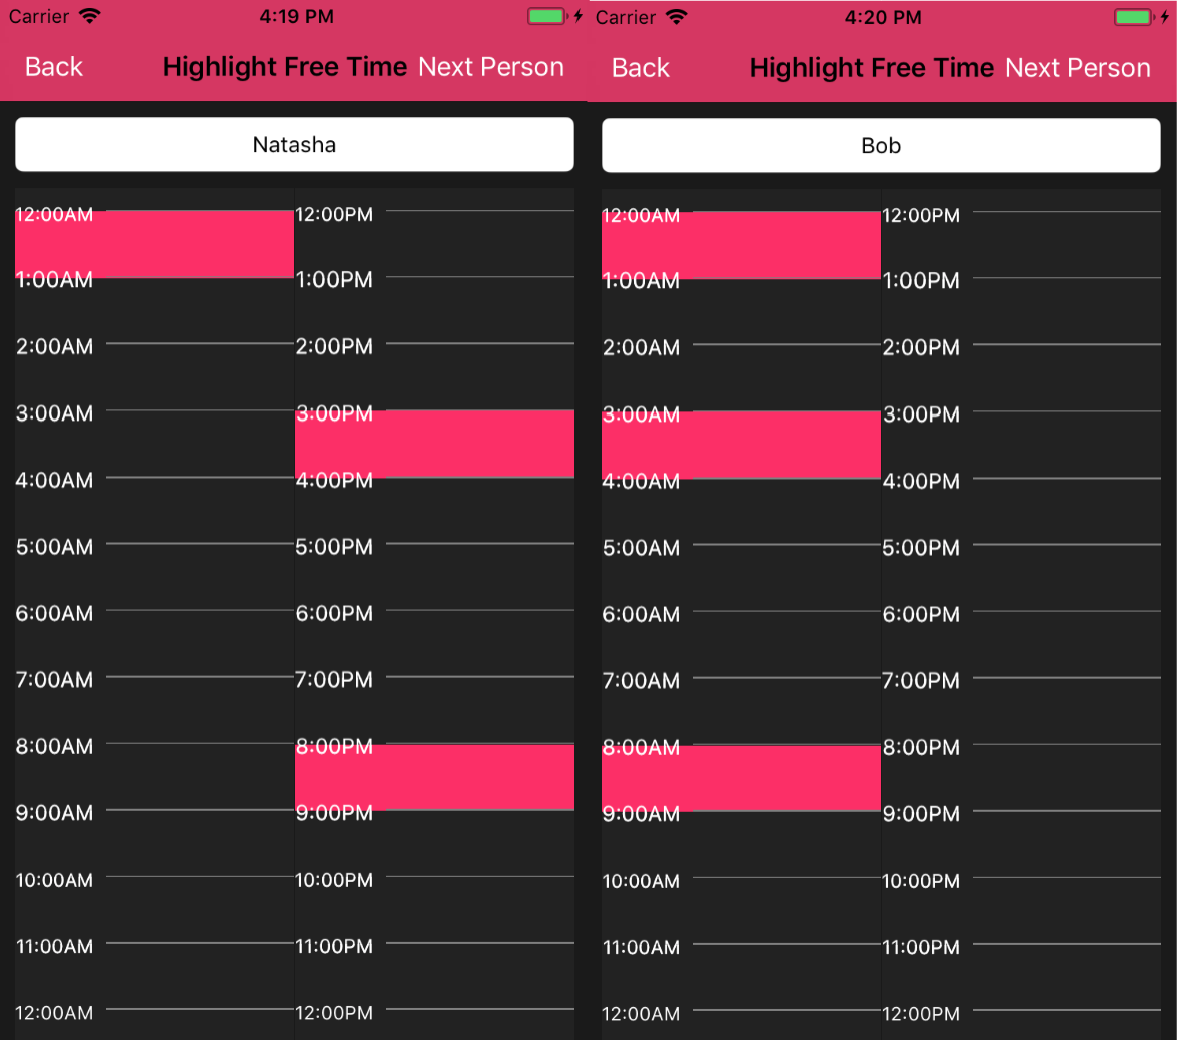 Carrier 4:19 PM
Back Highlight Free Time Next Person
Natasha
12:00AM 12:00PM
1:00AM 1:00PM
2:00AM 2:00PM
3:00AM 3:00PM
4:00AM 4:00PM
5:00AM 5:00PM
6:00AM 6:00PM
7:00AM 7:00PM
8:00AM 8:00PM
9:00AM 9:00PM
10:00AM 10:00PM
11:00AM 11:00PM
12:00AM 12:00PM
Carrier 4:20 PM
Back Highlight Free Time Next Person
Bob
12:00AM 12:00PM
1:00AM 1:00PM
2:00AM 2:00PM
3:00AM 3:00PM
4:00AM 4:00PM
5:00AM 5:00PM
6:00AM 6:00PM
7:00AM 7:00PM
8:00AM 8:00PM
9:00AM 9:00PM
10:00AM 10:00PM
11:00AM 11:00PM
12:00AM 12:00PM